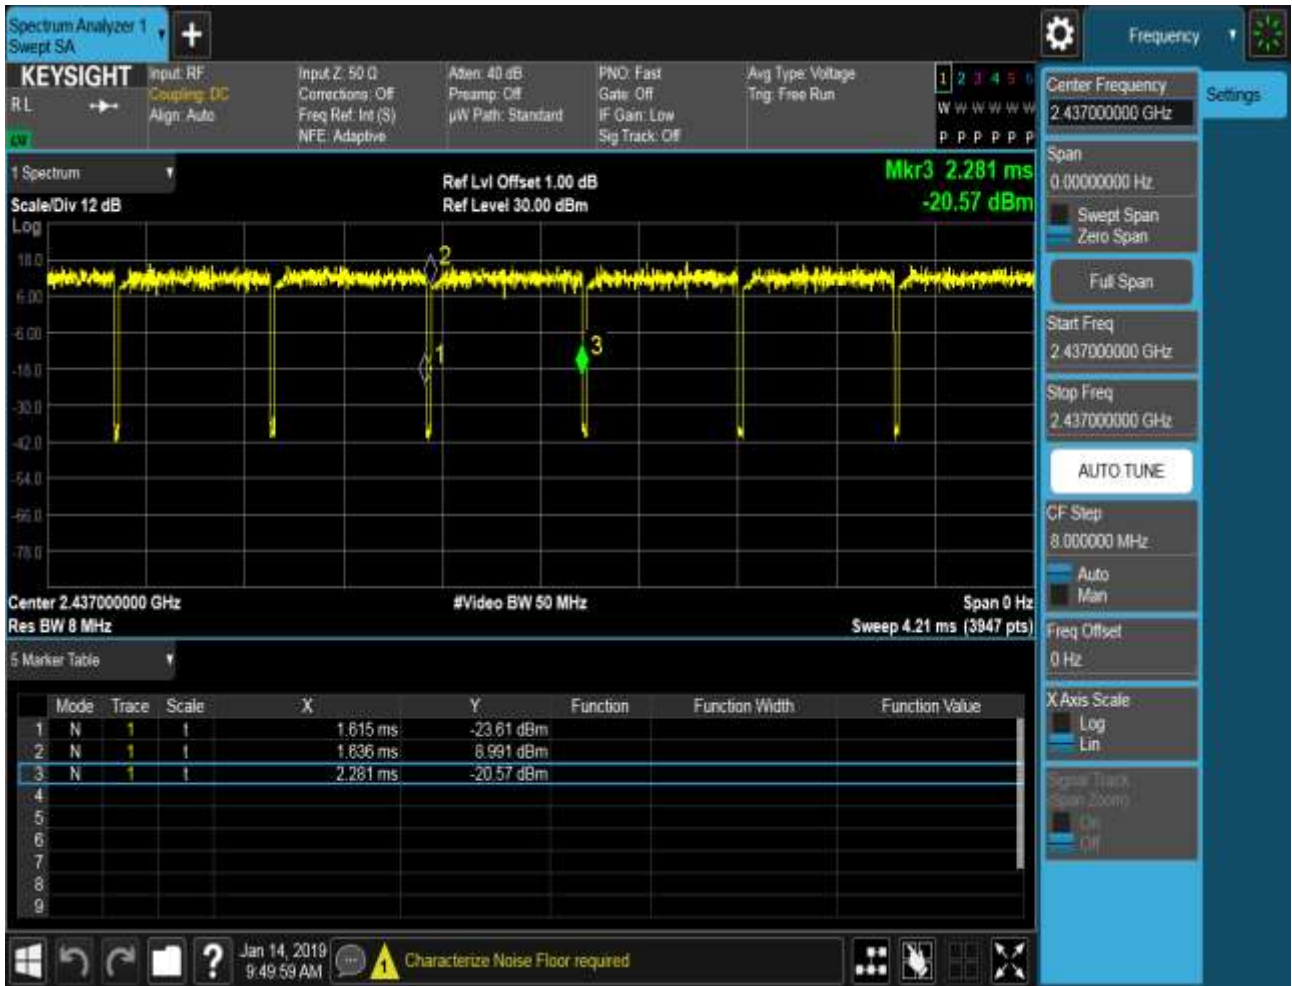 Spectrum Analyzer 1
Swept SA
+
Frequency
KEYSIGHT
RL
Input: RF
Coupling: DC
Align: Auto
Input Z: 50 Ω
Corrections: Off
Freq Ref: Int (S)
NFE: Adaptive
Atten: 40 dB
Preamp: Off
µW Path: Standard
PNO: Fast
Gate: Off
IF Gain: Low
Sig Track: Off
Avg Type: Voltage
Trig: Free Run
1 2 3 4 5 6
W W W W W W
P P P P P P
1 Spectrum
Scale/Div 12 dB
Ref Lvl Offset 1.00 dB
Ref Level 30.00 dBm
Mkr3 2.281 ms
-20.57 dBm
Log
18.0
6.00
-6.00
-18.0
-30.0
-42.0
-54.0
-66.0
-78.0
2
1
3
Center 2.437000000 GHz
Res BW 8 MHz
#Video BW 50 MHz
Span 0 Hz
Sweep 4.21 ms (3947 pts)
5 Marker Table
Mode Trace Scale X Y Function Function Width Function Value
1 N 1 t 1.615 ms -23.61 dBm
2 N 1 t 1.636 ms 8.991 dBm
3 N 1 t 2.281 ms -20.57 dBm
4
5
6
7
8
9
?
Jan 14, 2019
9:49:59 AM
1
Characterize Noise Floor required
Center Frequency
2.437000000 GHz
Settings
Span
0.00000000 Hz
Swept Span
Zero Span
Full Span
Start Freq
2.437000000 GHz
Stop Freq
2.437000000 GHz
AUTO TUNE
CF Step
8.000000 MHz
Auto
Man
Freq Offset
0 Hz
X Axis Scale
Log
Lin
Signal Track
(Span Zoom)
On
Off